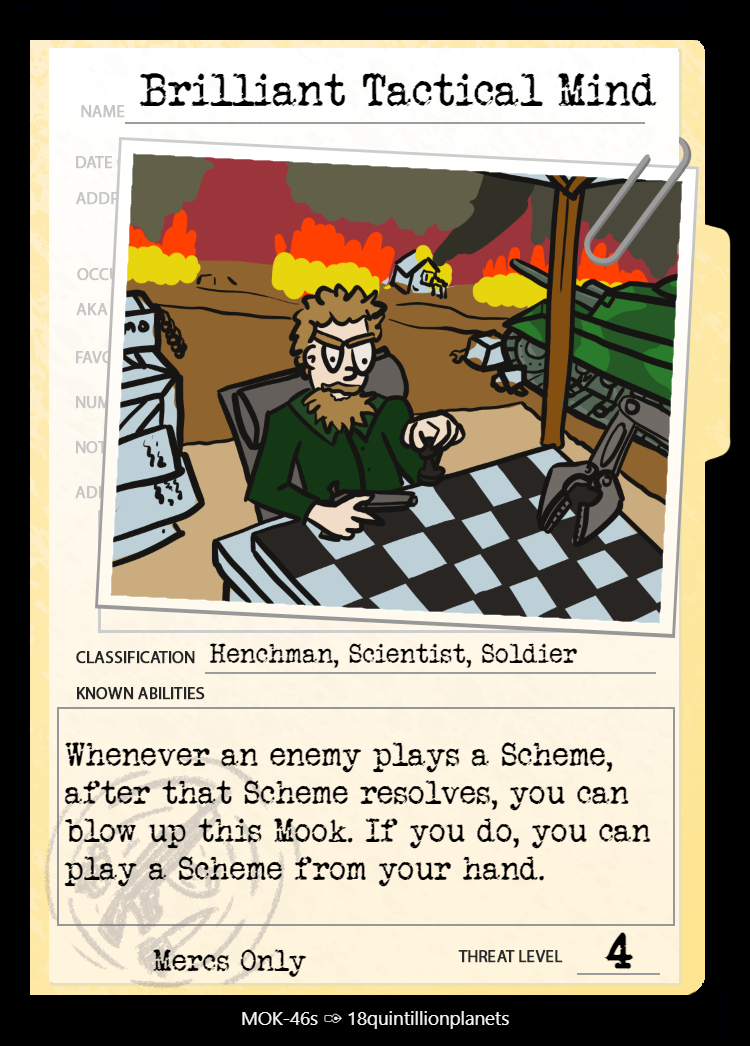 NAME Brilliant Tactical Mind
DATE
ADDR
OCCU
AKA
FAVO
NUM
NOT
ADD
CLASSIFICATION Henchman, Scientist, Soldier
KNOWN ABILITIES
Whenever an enemy plays a Scheme,
after that Scheme resolves, you can
blow up this Mook. If you do, you can
play a Scheme from your hand.
Mercs Only THREAT LEVEL 4
MOK-46s ✑ 18quintillionplanets